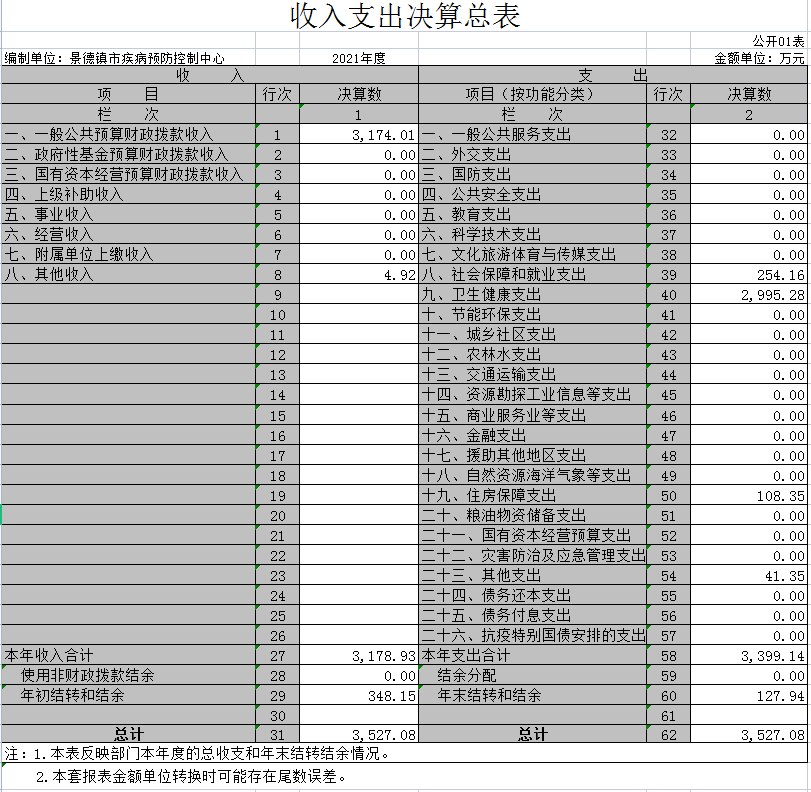 收入支出决算总表
公开01表
编制单位：景德镇市疾病预防控制中心 2021年度 金额单位：万元
收 入 支 出
项 目 行次 决算数 项目（按功能分类） 行次 决算数
栏 次 1 栏 次 2
一、一般公共预算财政拨款收入 1 3,174.01 一、一般公共服务支出 32 0.00
二、政府性基金预算财政拨款收入 2 0.00 二、外交支出 33 0.00
三、国有资本经营预算财政拨款收入 3 0.00 三、国防支出 34 0.00
四、上级补助收入 4 0.00 四、公共安全支出 35 0.00
五、事业收入 5 0.00 五、教育支出 36 0.00
六、经营收入 6 0.00 六、科学技术支出 37 0.00
七、附属单位上缴收入 7 0.00 七、文化旅游体育与传媒支出 38 0.00
八、其他收入 8 4.92 八、社会保障和就业支出 39 254.16
9 九、卫生健康支出 40 2,995.28
10 十、节能环保支出 41 0.00
11 十一、城乡社区支出 42 0.00
12 十二、农林水支出 43 0.00
13 十三、交通运输支出 44 0.00
14 十四、资源勘探工业信息等支出 45 0.00
15 十五、商业服务业等支出 46 0.00
16 十六、金融支出 47 0.00
17 十七、援助其他地区支出 48 0.00
18 十八、自然资源海洋气象等支出 49 0.00
19 十九、住房保障支出 50 108.35
20 二十、粮油物资储备支出 51 0.00
21 二十一、国有资本经营预算支出 52 0.00
22 二十二、灾害防治及应急管理支出 53 0.00
23 二十三、其他支出 54 41.35
24 二十四、债务还本支出 55 0.00
25 二十五、债务付息支出 56 0.00
26 二十六、抗疫特别国债安排的支出 57 0.00
本年收入合计 27 3,178.93 本年支出合计 58 3,399.14
使用非财政拨款结余 28 0.00 结余分配 59 0.00
年初结转和结余 29 348.15 年末结转和结余 60 127.94
30 61
总计 31 3,527.08 总计 62 3,527.08
注：1.本表反映部门本年度的总收支和年末结转结余情况。
2.本套报表金额单位转换时可能存在尾数误差。